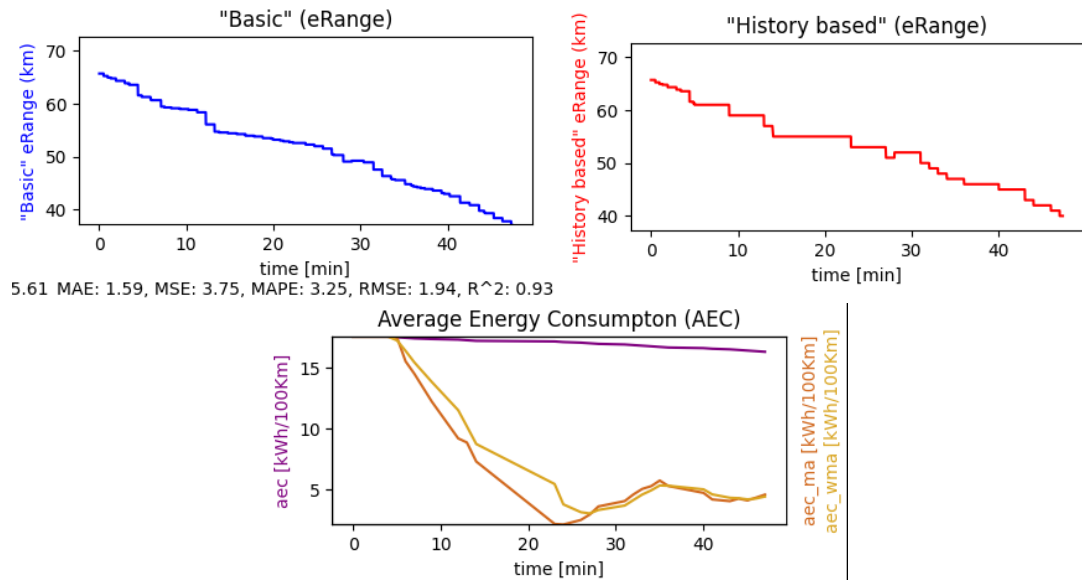 "Basic" (eRange)
"Basic" eRange (km)
70
60
50
40
0 10 20 30 40
time [min]
5.61 MAE: 1.59, MSE: 3.75, MAPE: 3.25, RMSE: 1.94, R^2: 0.93
"History based" (eRange)
"History based" eRange (km)
70
60
50
40
0 10 20 30 40
time [min]
Average Energy Consumpton (AEC)
aec [kWh/100Km]
15
10
5
0 10 20 30 40
time [min]
aec_ma [kWh/100Km]
aec_wma [kWh/100Km]